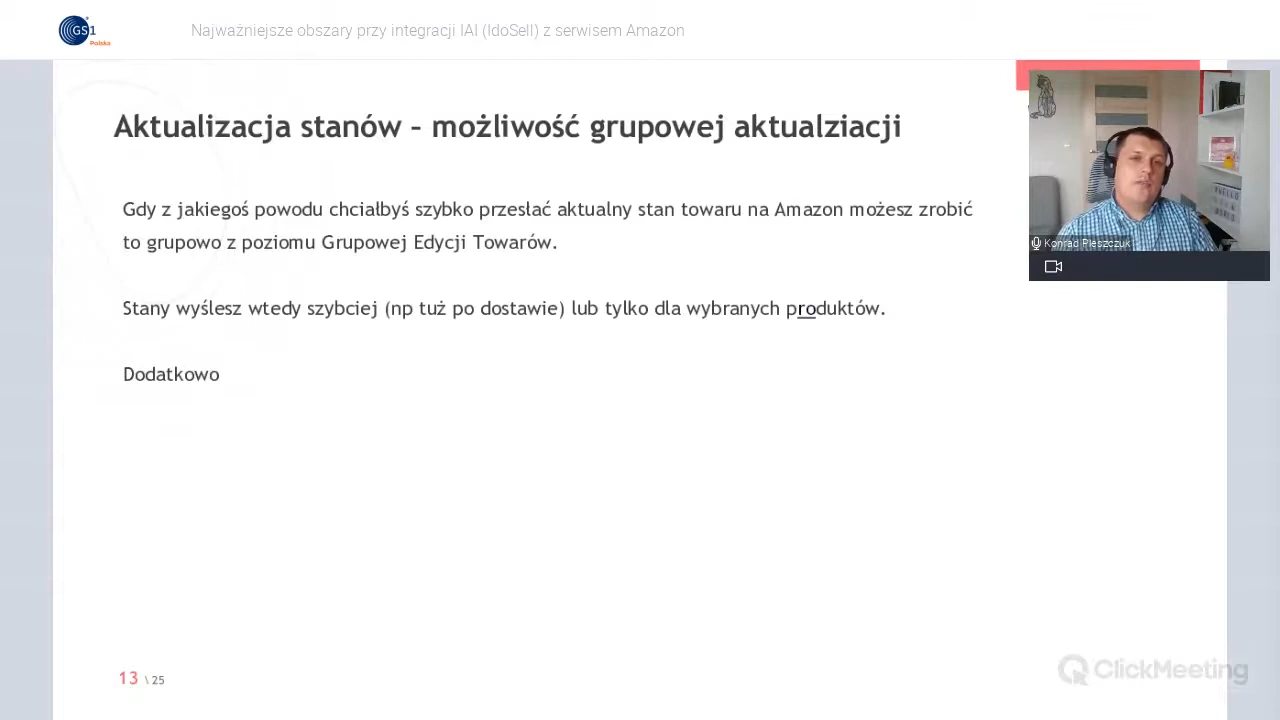 GS1
Polska
Najważniejsze obszary przy integracji IAI (IdoSell) z serwisem Amazon
Aktualizacja stanów – możliwość grupowej aktualziacji
Gdy z jakiegoś powodu chciałbyś szybko przesłać aktualny stan towaru na Amazon możesz zrobić
to grupowo z poziomu Grupowej Edycji Towarów.
Stany wyślesz wtedy szybciej (np tuż po dostawie) lub tylko dla wybranych produktów.
Dodatkowo
Konrad Pleszczuk
13 \ 25
ClickMeeting